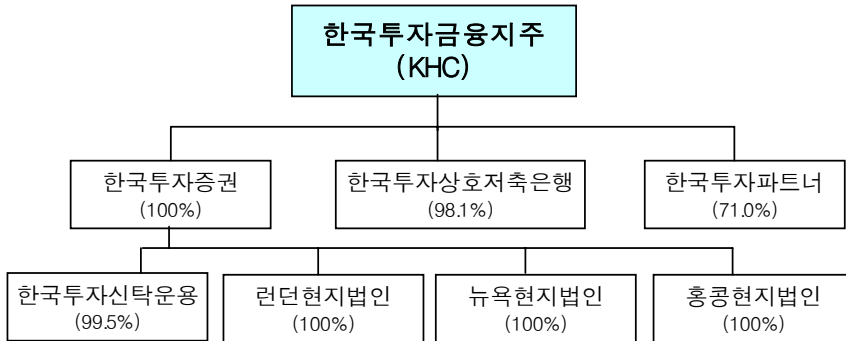 한국투자금융지주
(KHC)
한국투자증권
(100%)
한국투자상호저축은행
(98.1%)
한국투자파트너
(71.0%)
한국투자신탁운용
(99.5%)
런던현지법인
(100%)
뉴욕현지법인
(100%)
홍콩현지법인
(100%)